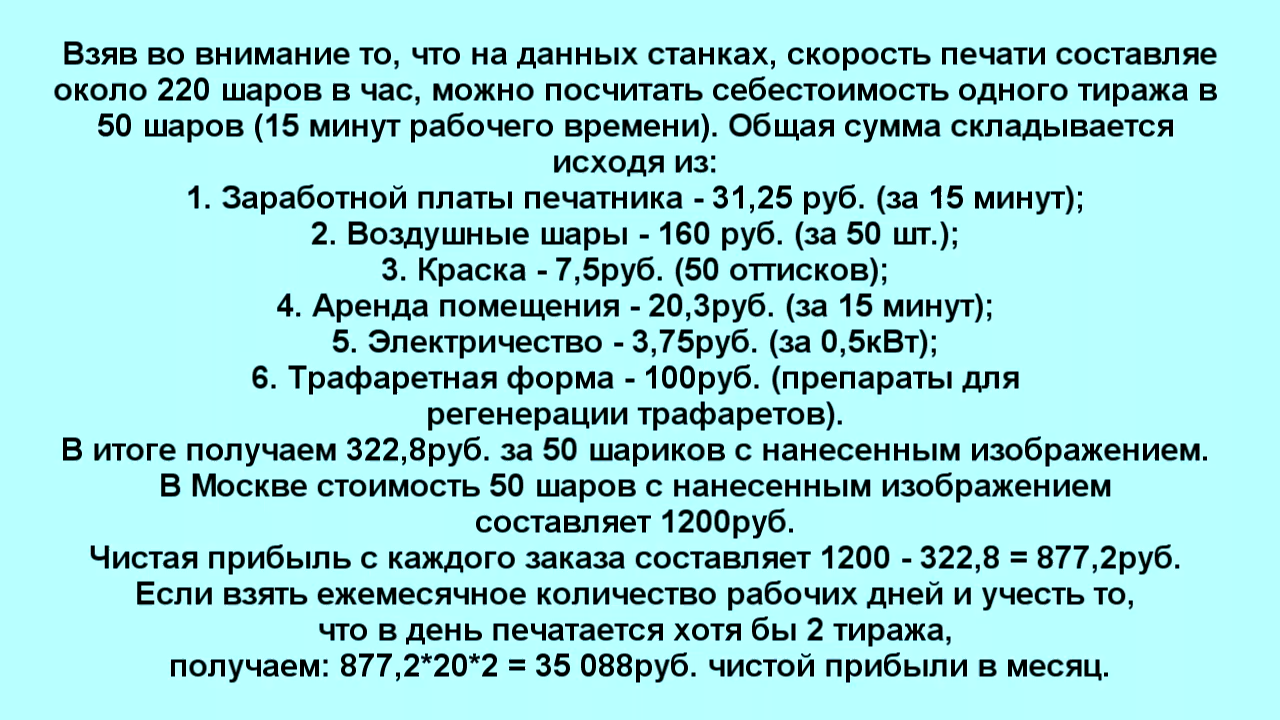 Взяв во внимание то, что на данных станках, скорость печати составляе
около 220 шаров в час, можно посчитать себестоимость одного тиража в
50 шаров (15 минут рабочего времени). Общая сумма складывается
исходя из:
1. Заработной платы печатника - 31,25 руб. (за 15 минут);
2. Воздушные шары - 160 руб. (за 50 шт.);
3. Краска - 7,5руб. (50 оттисков);
4. Аренда помещения - 20,3руб. (за 15 минут);
5. Электричество - 3,75руб. (за 0,5кВт);
6. Трафаретная форма - 100руб. (препараты для
регенерации трафаретов).
В итоге получаем 322,8руб. за 50 шариков с нанесенным изображением.
В Москве стоимость 50 шаров с нанесенным изображением
составляет 1200руб.
Чистая прибыль с каждого заказа составляет 1200 - 322,8 = 877,2руб.
Если взять ежемесячное количество рабочих дней и учесть то,
что в день печатается хотя бы 2 тиража,
получаем: 877,2*20*2 = 35 088руб. чистой прибыли в месяц.